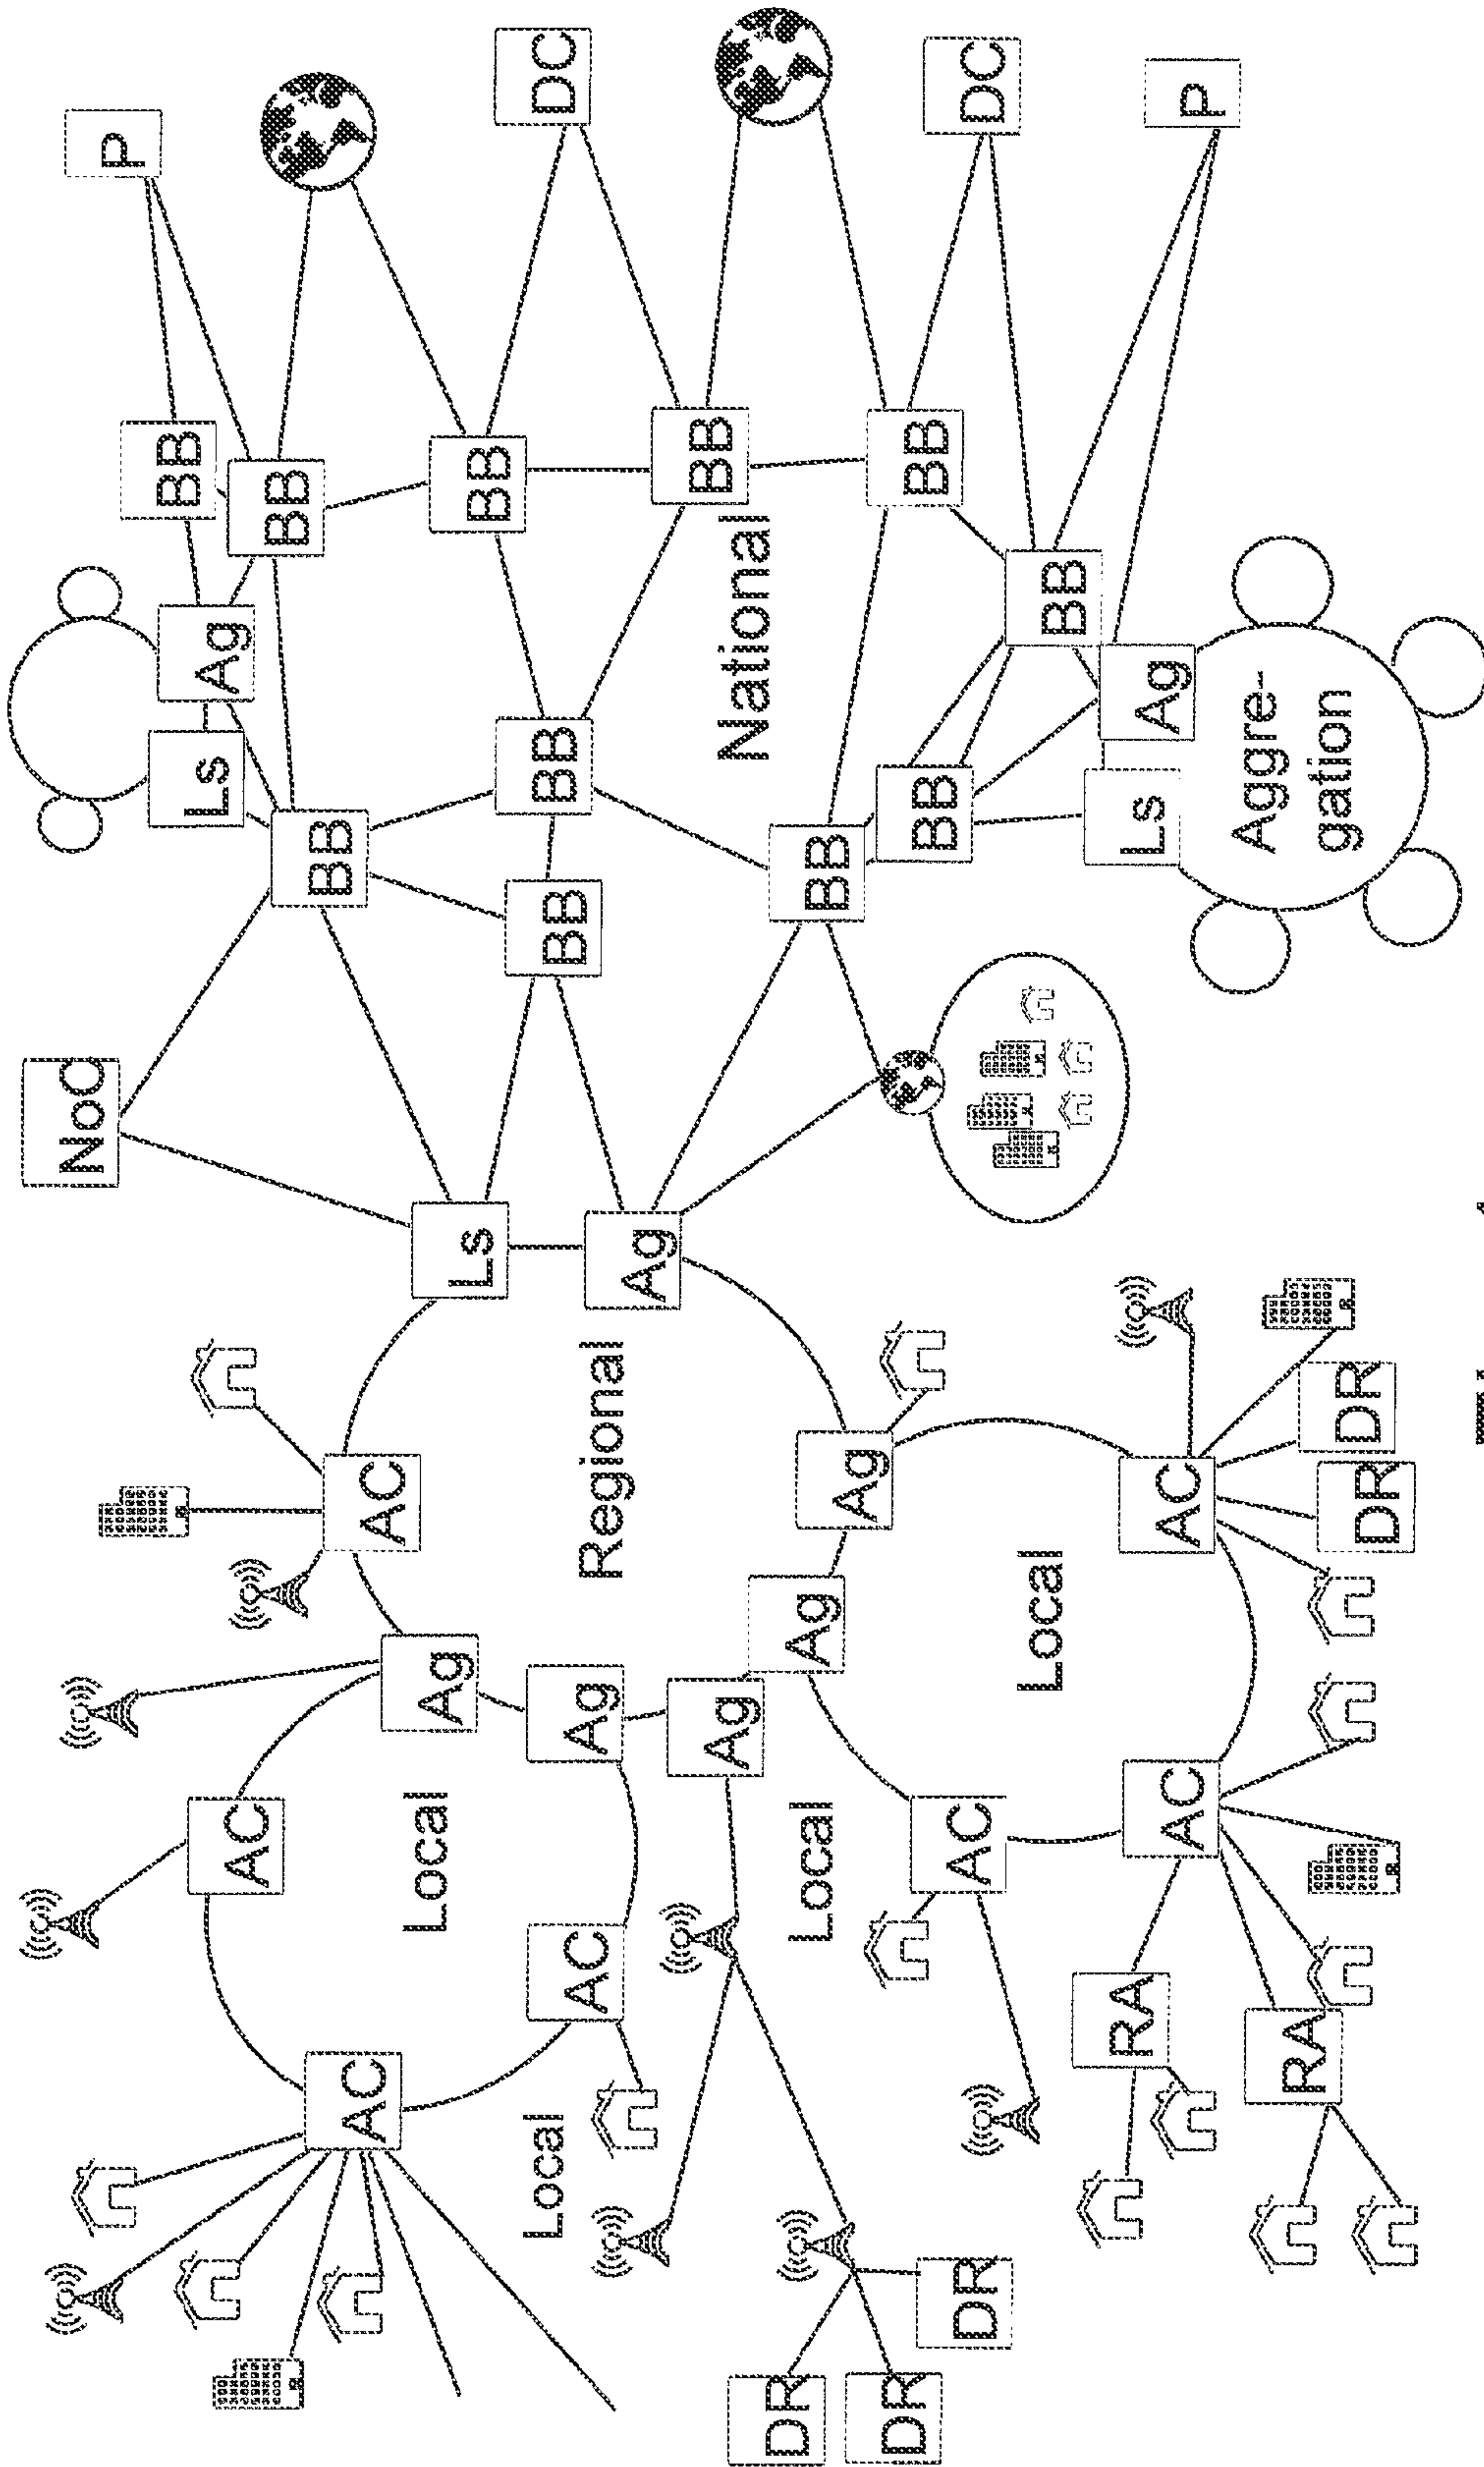 NoC
P
BB
Ls
Ag
AC
BB
BB
AC
AC
Local
Ag
Ls
BB
Local
DC
BB
BB
AC
Ag
Regional
Ag
BB
Ag
National
DR
Local
Ag
BB
Ag
DR
BB
BB
AC
DR
DC
Local
BB
RA
Ls
Ag
AC
AC
P
Aggre-
gation
RA
DR
DR